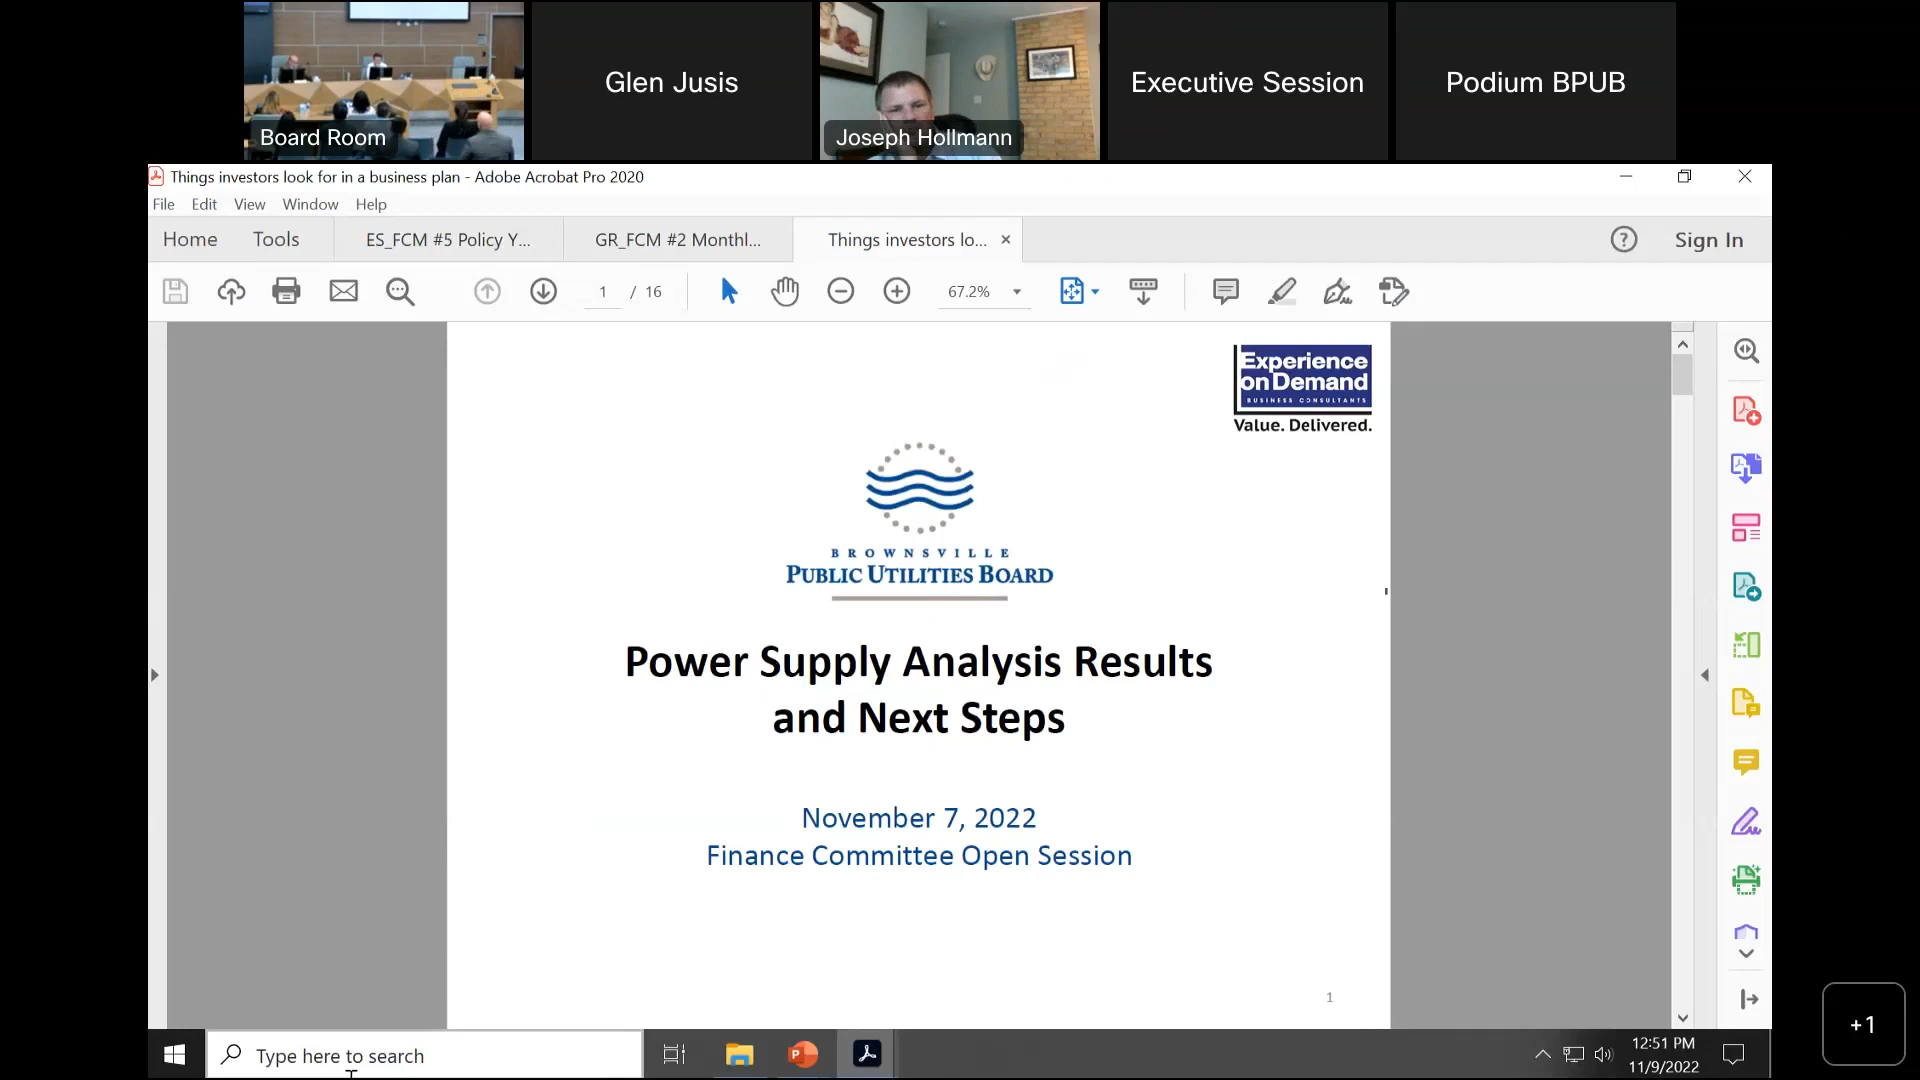 Board Room
Glen Jusis
Joseph Hollmann
Executive Session
Podium BPUB
Things investors look for in a business plan - Adobe Acrobat Pro 2020
File Edit View Window Help
Home Tools ES_FCM #5 Policy Y... GR_FCM #2 Monthl... Things investors lo... Sign In
1 / 16 67.2%
Experience
on Demand
BUSINESS CONSULTANTS
Value. Delivered.
BROWNSVILLE
PUBLIC UTILITIES BOARD
Power Supply Analysis Results
and Next Steps
November 7, 2022
Finance Committee Open Session
1
+1
Type here to search
12:51 PM
11/9/2022